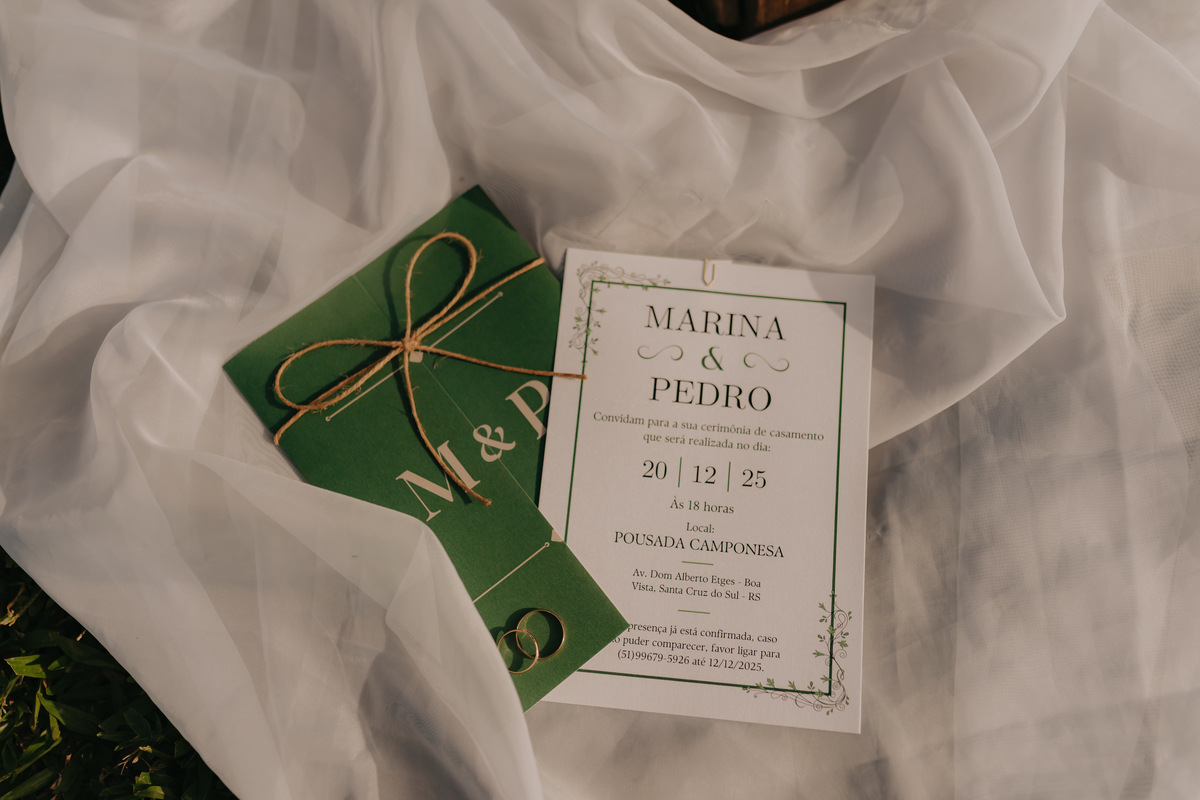 M & P
MARINA
&
PEDRO
Convidam para a sua cerimônia de casamento
que será realizada no dia:
20 | 12 | 25
Às 18 horas
Local:
POUSADA CAMPONESA
Av. Dom Alberto Etges - Boa
Vista, Santa Cruz do Sul - RS
presença já está confirmada, caso
puder comparecer, favor ligar para
(51)99679-5926 até 12/12/2025.